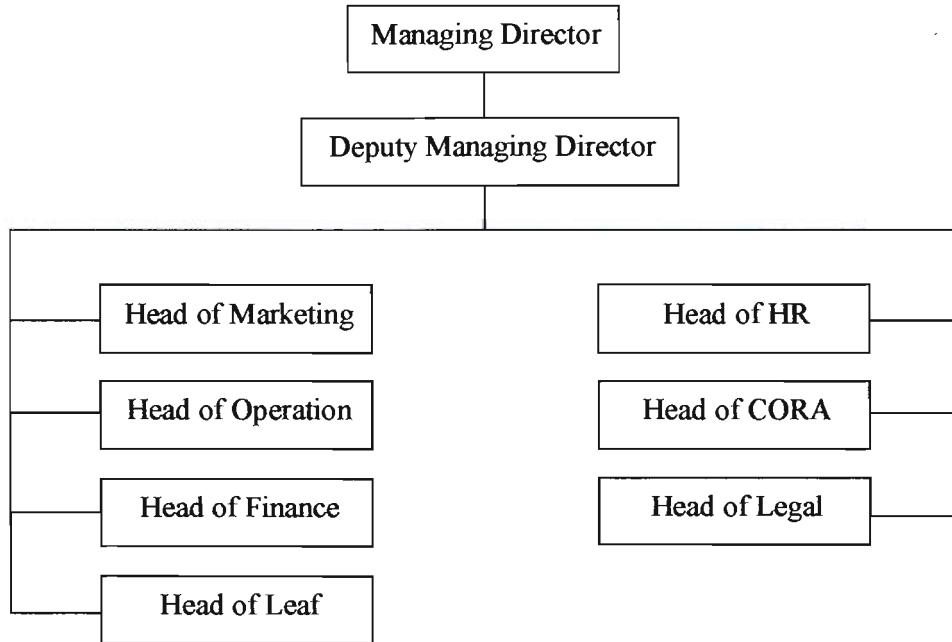 Managing Director
Deputy Managing Director
Head of Marketing
Head of HR
Head of Operation
Head of CORA
Head of Finance
Head of Legal
Head of Leaf